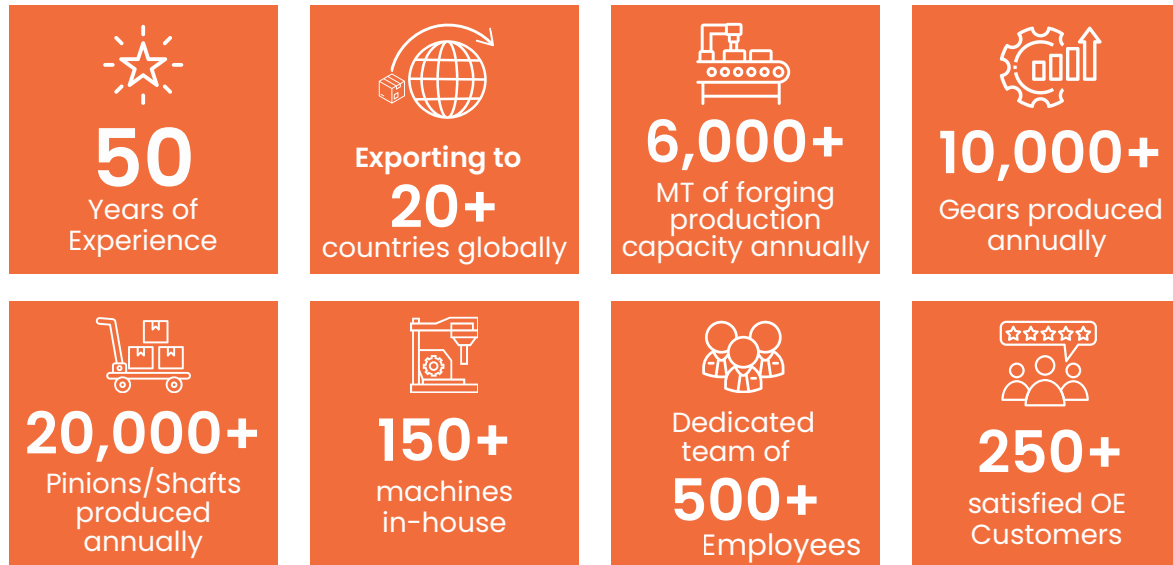 50
Years of
Experience
Exporting to
20+
countries globally
6,000+
MT of forging
production
capacity annually
10,000+
Gears produced
annually
20,000+
Pinions/Shafts
produced
annually
150+
machines
in-house
Dedicated
team of
500+
Employees
250+
satisfied OE
Customers